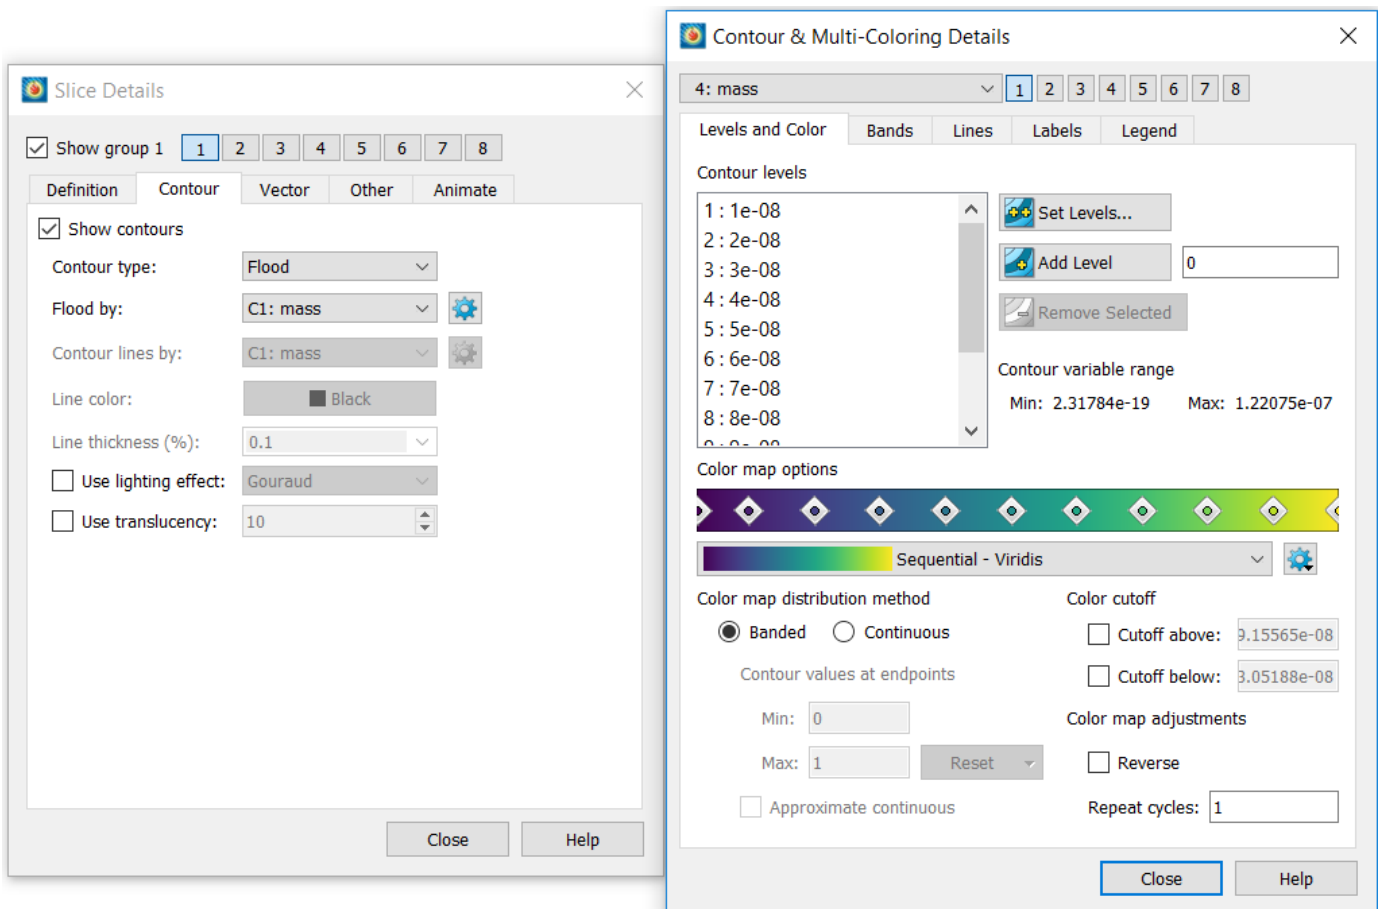 Slice Details
Show group 1 1 2 3 4 5 6 7 8
Definition Contour Vector Other Animate
Show contours
Contour type: Flood
Flood by: C1: mass
Contour lines by: C1: mass
Line color: Black
Line thickness (%): 0.1
Use lighting effect: Gouraud
Use translucency: 10
Close Help
Contour & Multi-Coloring Details
4: mass 1 2 3 4 5 6 7 8
Levels and Color Bands Lines Labels Legend
Contour levels
1 : 1e-08
2 : 2e-08
3 : 3e-08
4 : 4e-08
5 : 5e-08
6 : 6e-08
7 : 7e-08
8 : 8e-08
Set Levels...
Add Level 0
Remove Selected
Contour variable range
Min: 2.31784e-19 Max: 1.22075e-07
Color map options
Sequential - Viridis
Color map distribution method
Banded Continuous
Contour values at endpoints
Min: 0
Max: 1 Reset
Approximate continuous
Color cutoff
Cutoff above: 9.15565e-08
Cutoff below: 3.05188e-08
Color map adjustments
Reverse
Repeat cycles: 1
Close Help